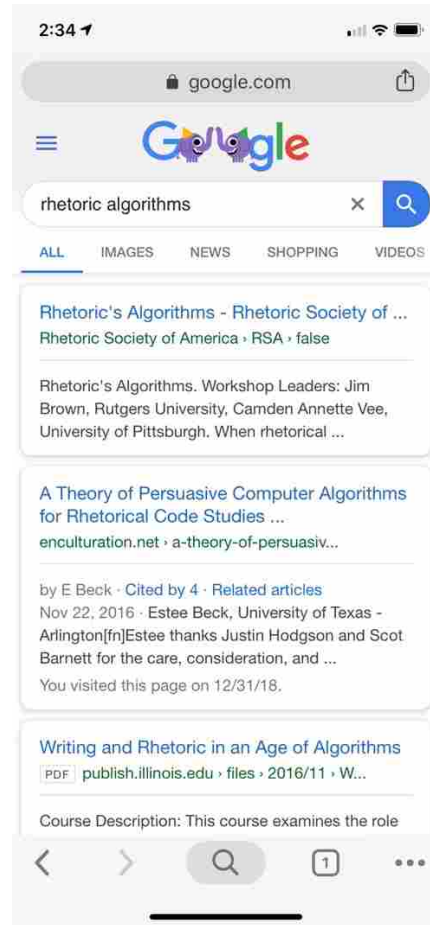 2:34
google.com
Google
rhetoric algorithms
ALL IMAGES NEWS SHOPPING VIDEOS
Rhetoric's Algorithms - Rhetoric Society of ...
Rhetoric Society of America › RSA › false
Rhetoric's Algorithms. Workshop Leaders: Jim
Brown, Rutgers University, Camden Annette Vee,
University of Pittsburgh. When rhetorical ...
A Theory of Persuasive Computer Algorithms
for Rhetorical Code Studies ...
enculturation.net › a-theory-of-persuasiv...
by E Beck · Cited by 4 · Related articles
Nov 22, 2016 · Estee Beck, University of Texas -
Arlington[fn]Estee thanks Justin Hodgson and Scot
Barnett for the care, consideration, and ...
You visited this page on 12/31/18.
Writing and Rhetoric in an Age of Algorithms
PDF publish.illinois.edu › files › 2016/11 › W...
Course Description: This course examines the role
1